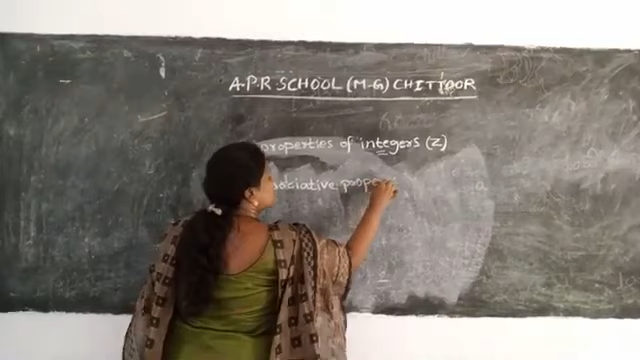 A.P.R SCHOOL (M-G) CHITTOOR
properties of integers (Z)